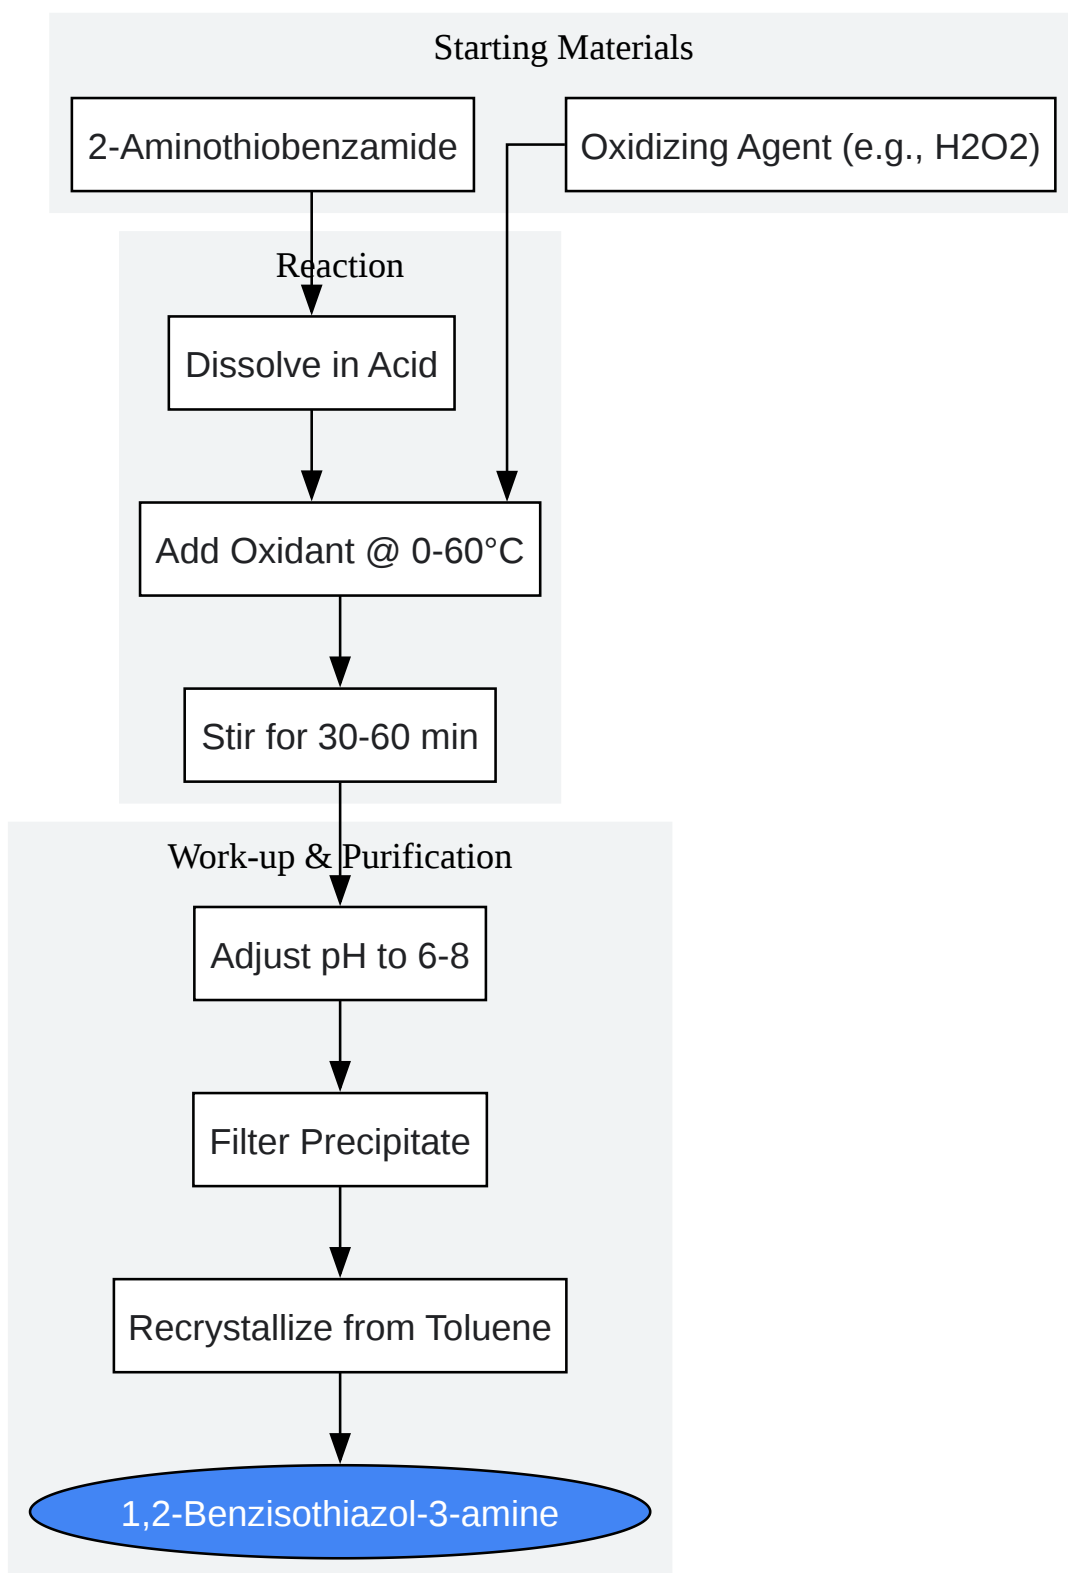 Starting Materials
2-Aminothiobenzamide
Oxidizing Agent (e.g., H2O2)
Reaction
Dissolve in Acid
Add Oxidant @ 0-60°C
Stir for 30-60 min
Work-up & Purification
Adjust pH to 6-8
Filter Precipitate
Recrystallize from Toluene
1,2-Benzisothiazol-3-amine